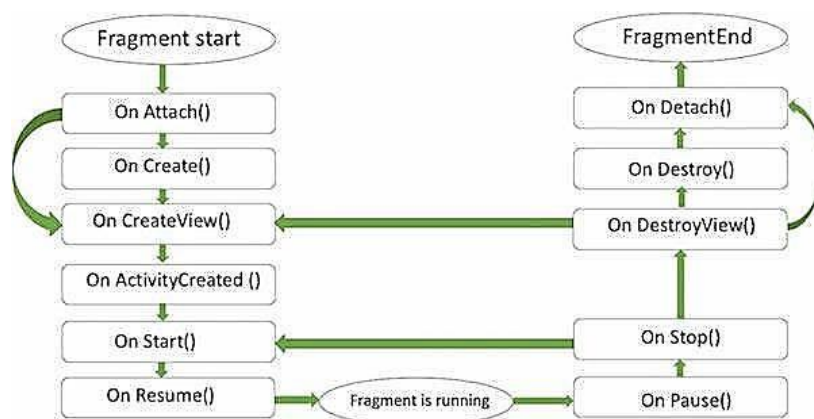 Fragment start
On Attach()
On Create()
On CreateView()
On ActivityCreated ()
On Start()
On Resume()
Fragment is running
On Pause()
On Stop()
On DestroyView()
On Destroy()
On Detach()
FragmentEnd